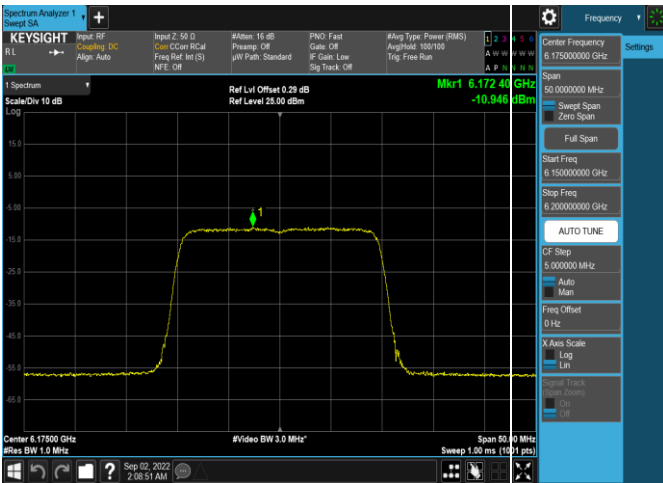 Spectrum Analyzer 1
Swept SA
+
Frequency
KEYSIGHT
RL
Input: RF
Coupling: DC
Align: Auto
Input Z: 50 Ω
Corr CCorr RCal
Freq Ref: Int (S)
NFE: Off
#Atten: 16 dB
Preamp: Off
µW Path: Standard
PNO: Fast
Gate: Off
IF Gain: Low
Sig Track: Off
#Avg Type: Power (RMS)
Avg|Hold: 100/100
Trig: Free Run
1 2 3 4 5 6
A W W W W W
A P N N N N
1 Spectrum
Scale/Div 10 dB
Log
Ref Lvl Offset 0.29 dB
Ref Level 25.00 dBm
Mkr1 6.172 40 GHz
-10.946 dBm
15.0
5.00
-5.00
1
-15.0
-25.0
-35.0
-45.0
-55.0
-65.0
Center 6.17500 GHz
#Res BW 1.0 MHz
#Video BW 3.0 MHz*
Span 50.00 MHz
Sweep 1.00 ms (1001 pts)
Sep 02, 2022
2:08:51 AM
?
Center Frequency
6.175000000 GHz
Settings
Span
50.0000000 MHz
Swept Span
Zero Span
Full Span
Start Freq
6.150000000 GHz
Stop Freq
6.200000000 GHz
AUTO TUNE
CF Step
5.000000 MHz
Auto
Man
Freq Offset
0 Hz
X Axis Scale
Log
Lin
Signal Track
(Span Zoom)
On
Off